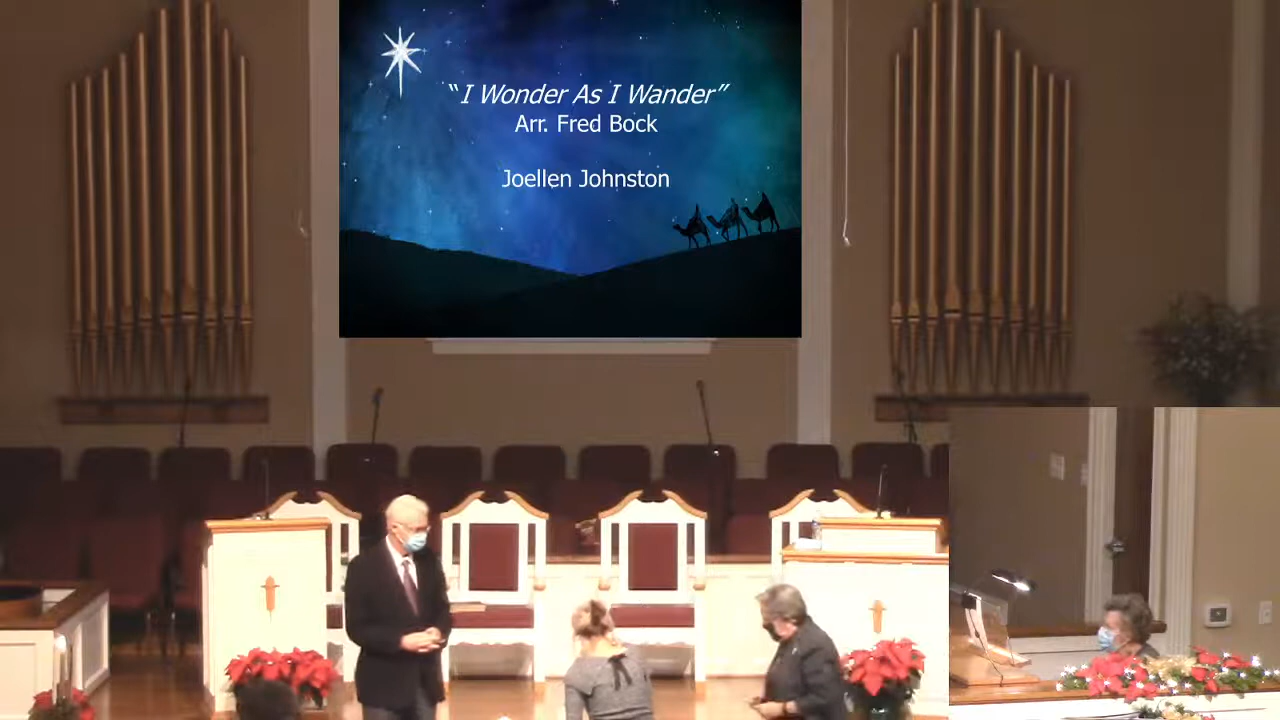 “I Wonder As I Wander”
Arr. Fred Bock
Joellen Johnston